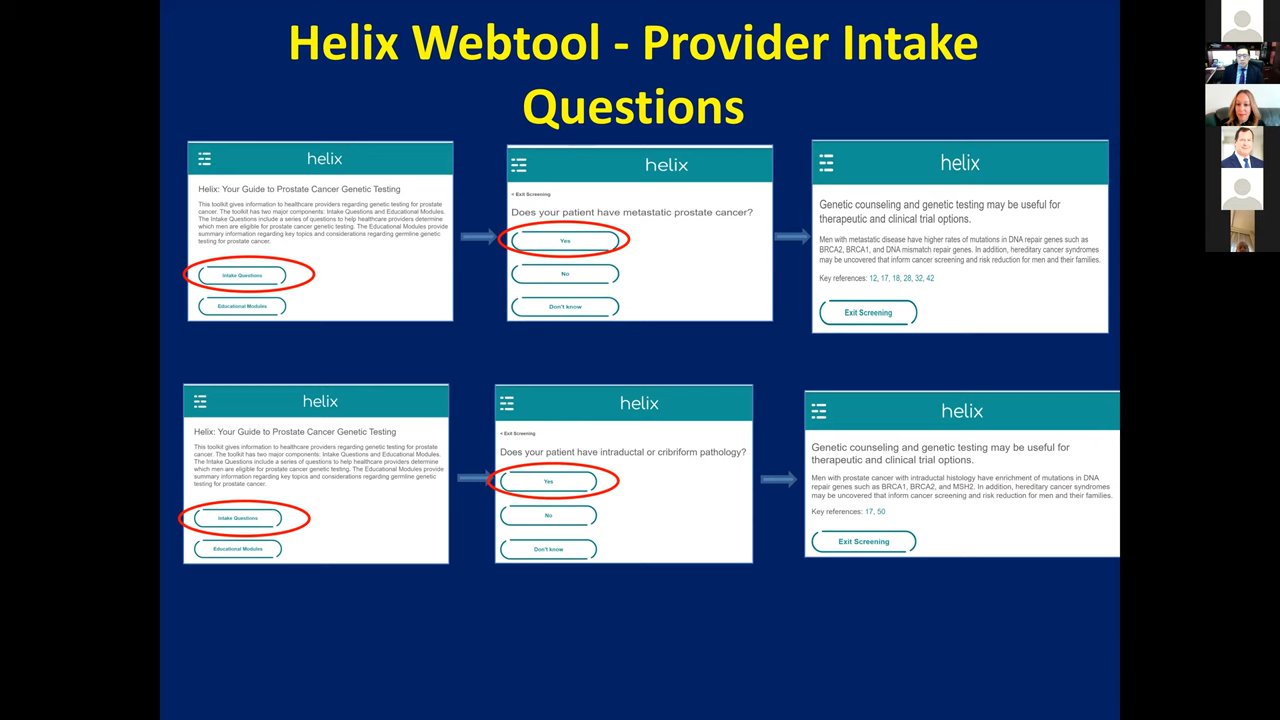 Helix Webtool - Provider Intake
Questions
helix
Helix: Your Guide to Prostate Cancer Genetic Testing
This toolkit gives information to healthcare providers regarding genetic testing for prostate
cancer. The toolkit has two major components: Intake Questions and Educational Modules.
The Intake Questions include a series of questions to help healthcare providers determine
which men are eligible for prostate cancer genetic testing. The Educational Modules provide
summary information regarding key topics and considerations regarding germline genetic
testing for prostate cancer.
Intake Questions
Educational Modules
helix
< Exit Screening
Does your patient have metastatic prostate cancer?
Yes
No
Don't know
helix
Genetic counseling and genetic testing may be useful for
therapeutic and clinical trial options.
Men with metastatic disease have higher rates of mutations in DNA repair genes such as
BRCA2, BRCA1, and DNA mismatch repair genes. In addition, hereditary cancer syndromes
may be uncovered that inform cancer screening and risk reduction for men and their families.
Key references: 12, 17, 18, 28, 32, 42
Exit Screening
helix
Helix: Your Guide to Prostate Cancer Genetic Testing
This toolkit gives information to healthcare providers regarding genetic testing for prostate
cancer. The toolkit has two major components: Intake Questions and Educational Modules.
The Intake Questions include a series of questions to help healthcare providers determine
which men are eligible for prostate cancer genetic testing. The Educational Modules provide
summary information regarding key topics and considerations regarding germline genetic
testing for prostate cancer.
Intake Questions
Educational Modules
helix
< Exit Screening
Does your patient have intraductal or cribriform pathology?
Yes
No
Don't know
helix
Genetic counseling and genetic testing may be useful for
therapeutic and clinical trial options.
Men with prostate cancer with intraductal histology have enrichment of mutations in DNA
repair genes such as BRCA1, BRCA2, and MSH2. In addition, hereditary cancer syndromes
may be uncovered that inform cancer screening and risk reduction for men and their families.
Key references: 17, 50
Exit Screening